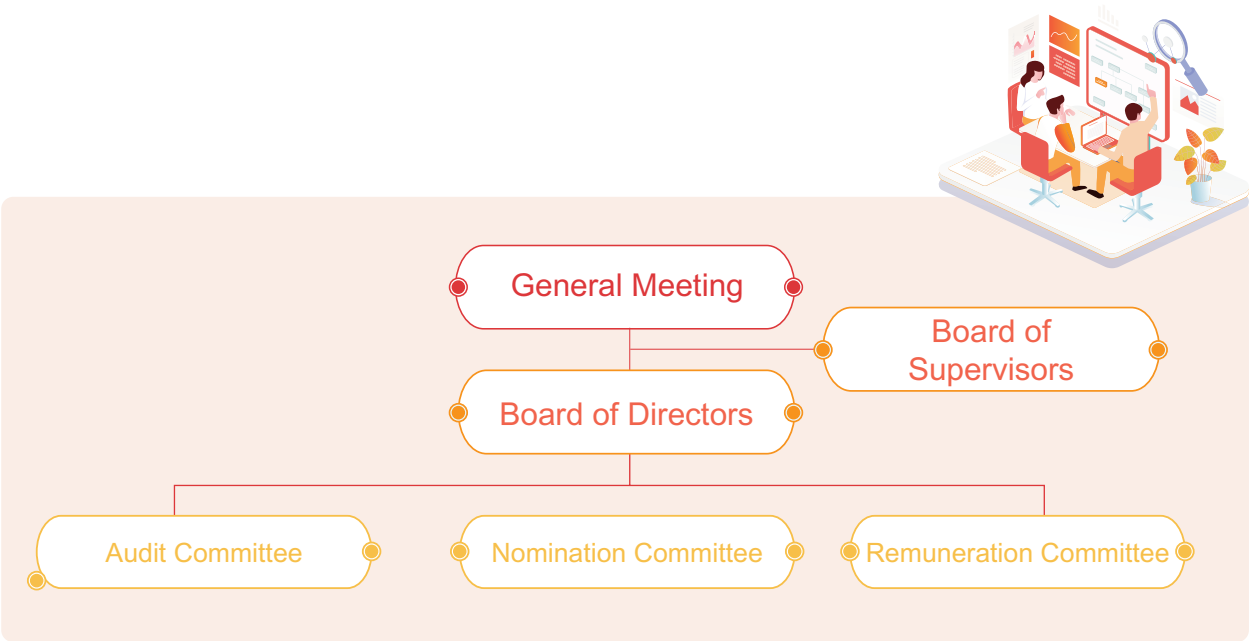 General Meeting
Board of
Supervisors
Board of Directors
Audit Committee
Nomination Committee
Remuneration Committee